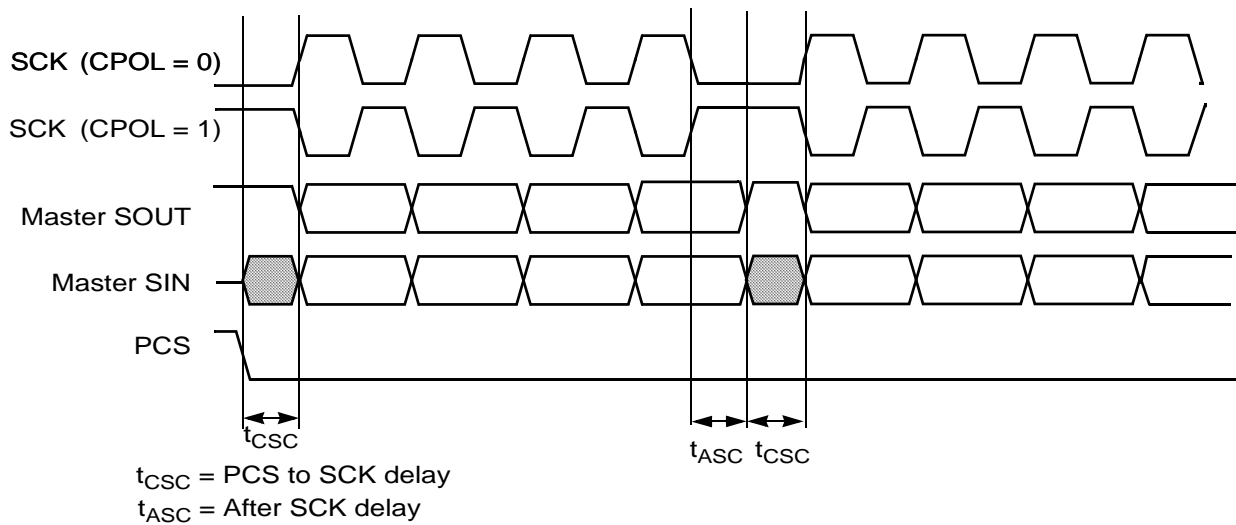 SCK (CPOL = 0)
SCK (CPOL = 1)
Master SOUT
Master SIN
PCS
tCSC
tASC
tCSC
tCSC = PCS to SCK delay
tASC = After SCK delay